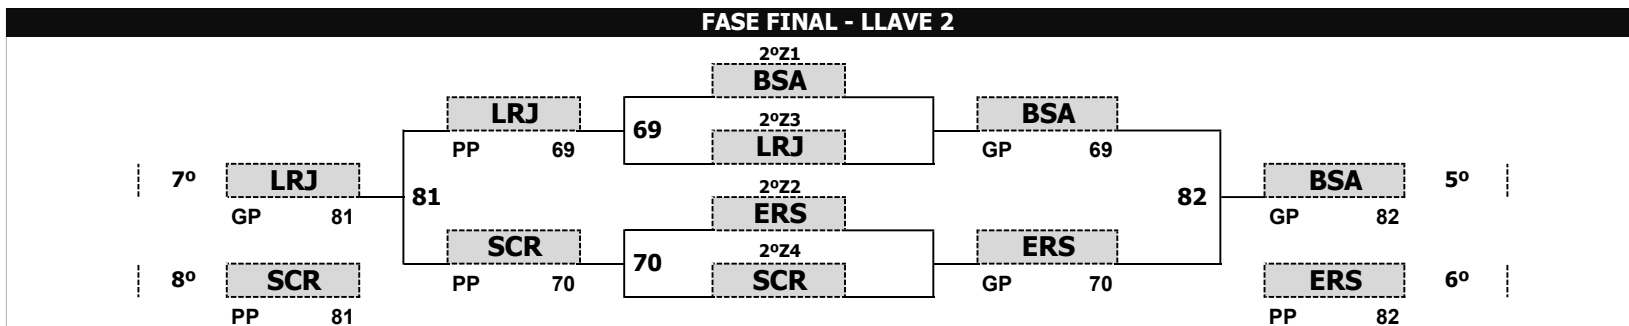 FASE FINAL - LLAVE 2
2ºZ1
BSA
LRJ
BSA
69
2ºZ3
LRJ
PP 69
GP 69
7º
LRJ
81
2ºZ2
ERS
82
BSA
5º
GP 81
GP 82
SCR
70
2ºZ4
SCR
ERS
8º
SCR
PP 70
GP 70
ERS
6º
PP 81
PP 82